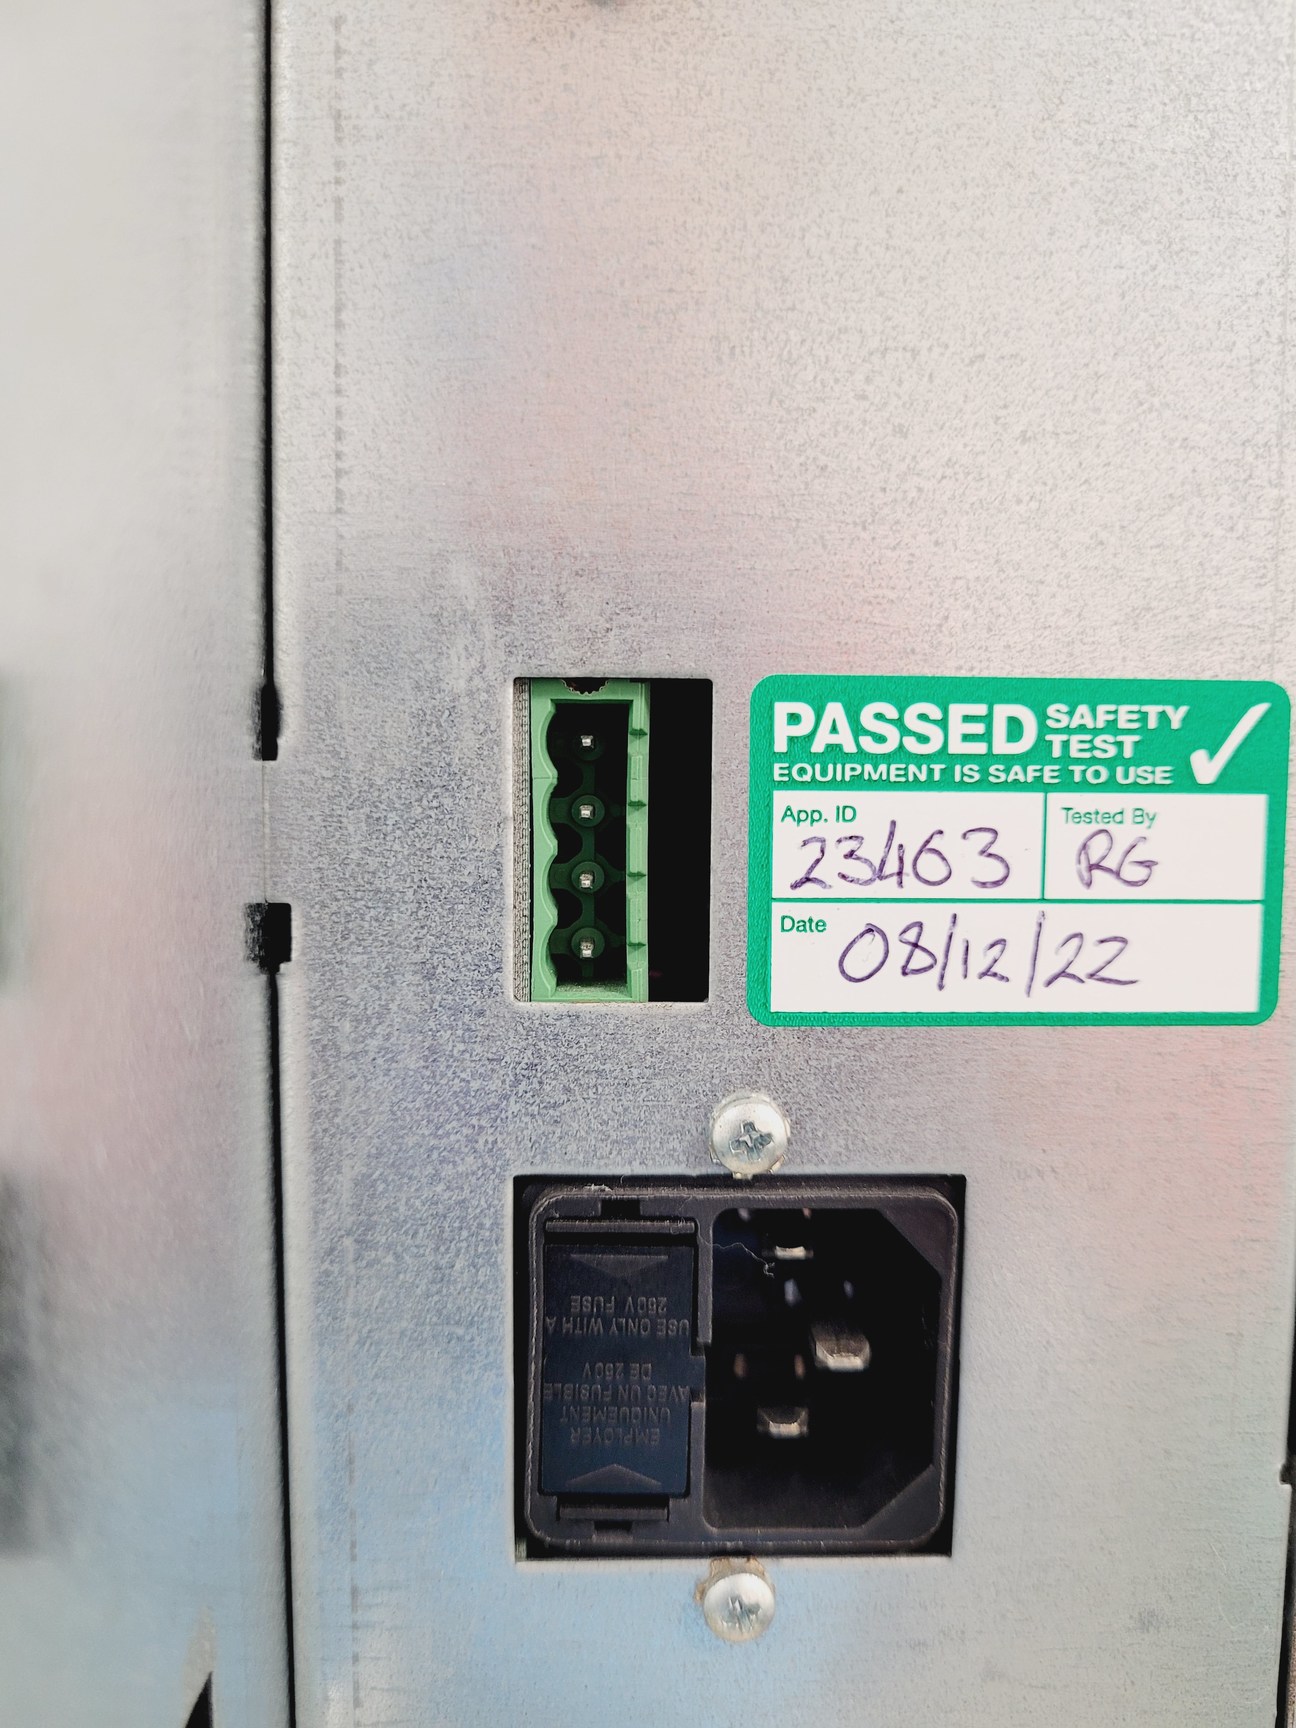 PASSED SAFETY TEST
EQUIPMENT IS SAFE TO USE
App. ID
23463
Tested By
RG
Date
08/12/22
EMPLOYER
UNIQUEMENT
AVEC UN FUSIBLE
DE 250V
USE ONLY WITH A
250V FUSE